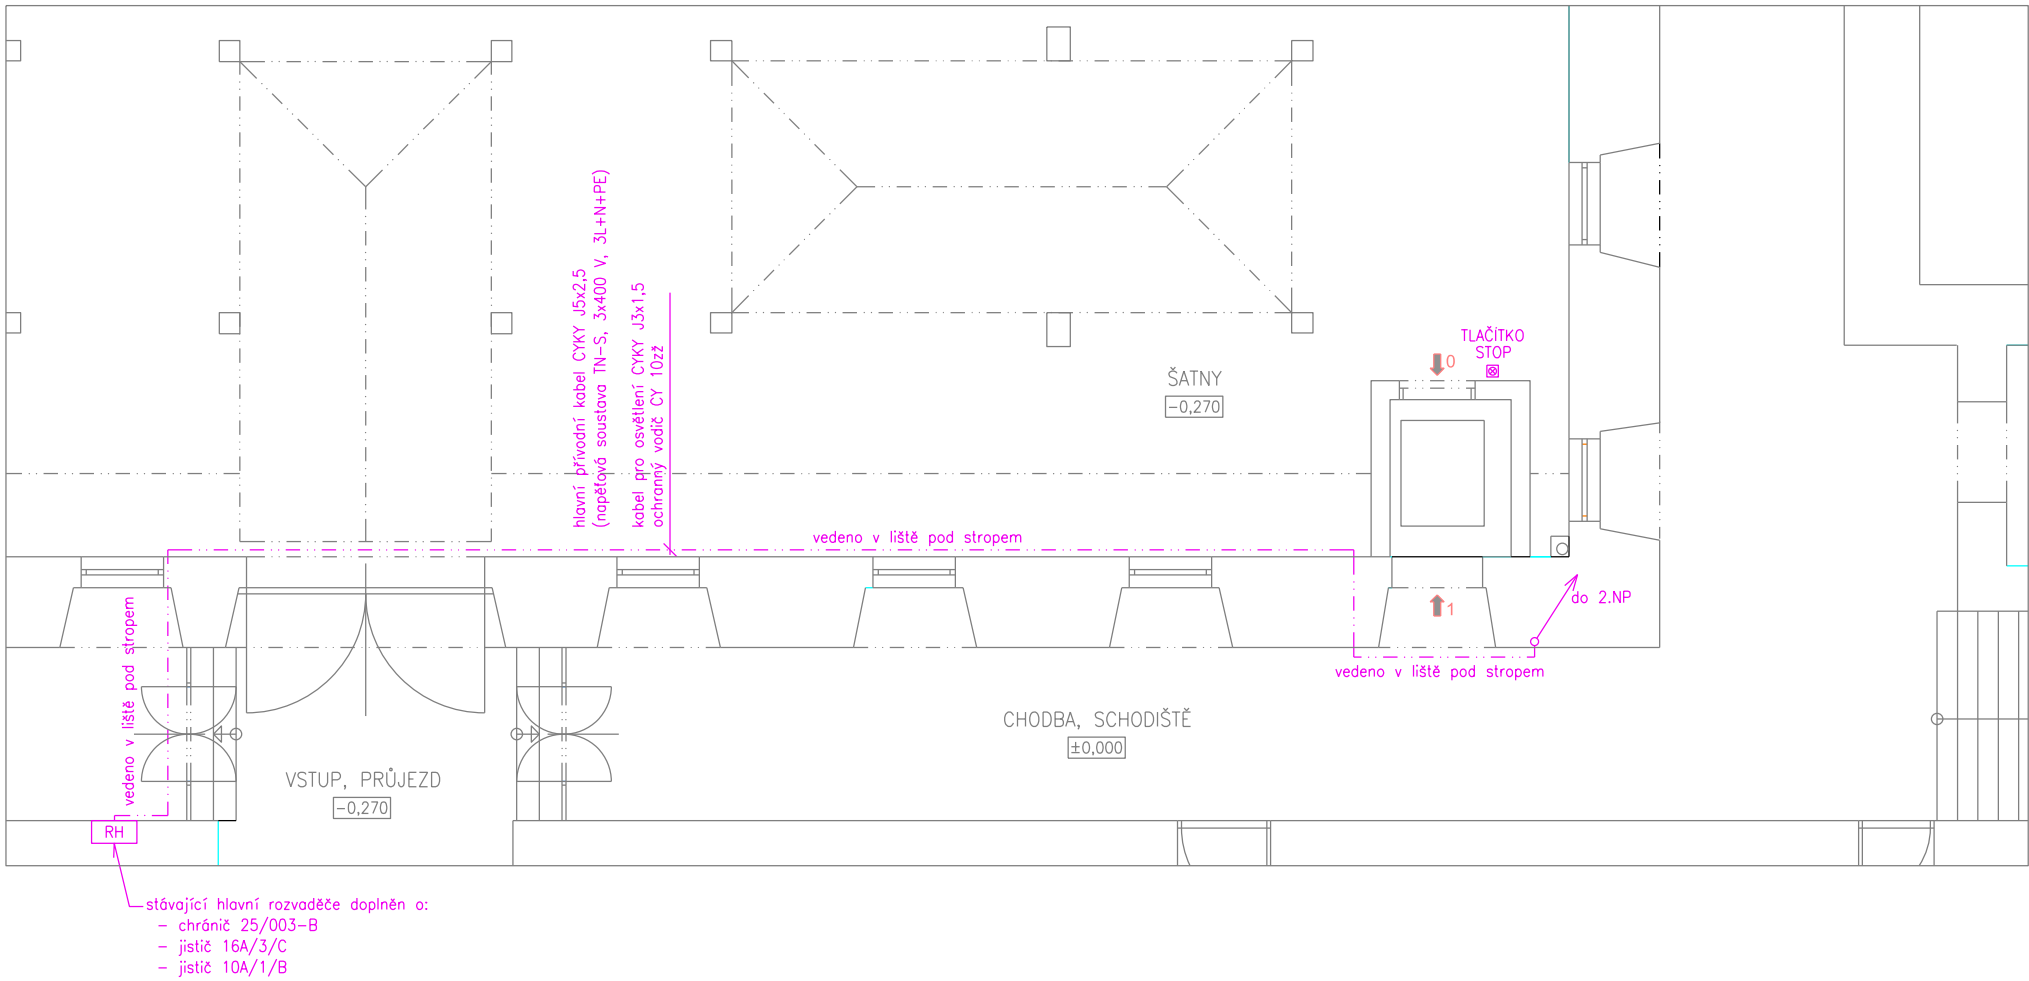 hlavní přívodní kabel CYKY J5x2,5
(napěťová soustava TN-S, 3x400 V, 3L+N+PE)
kabel pro osvětlení CYKY J3x1,5
ochranný vodič CY 10zž
TLAČÍTKO
STOP
0
ŠATNY
-0,270
vedeno v liště pod stropem
1
do 2.NP
vedeno v liště pod stropem
vedeno v liště pod stropem
CHODBA, SCHODIŠTĚ
±0,000
VSTUP, PRŮJEZD
-0,270
RH
stávající hlavní rozvaděče doplněn o:
- chránič 25/003-B
- jistič 16A/3/C
- jistič 10A/1/B